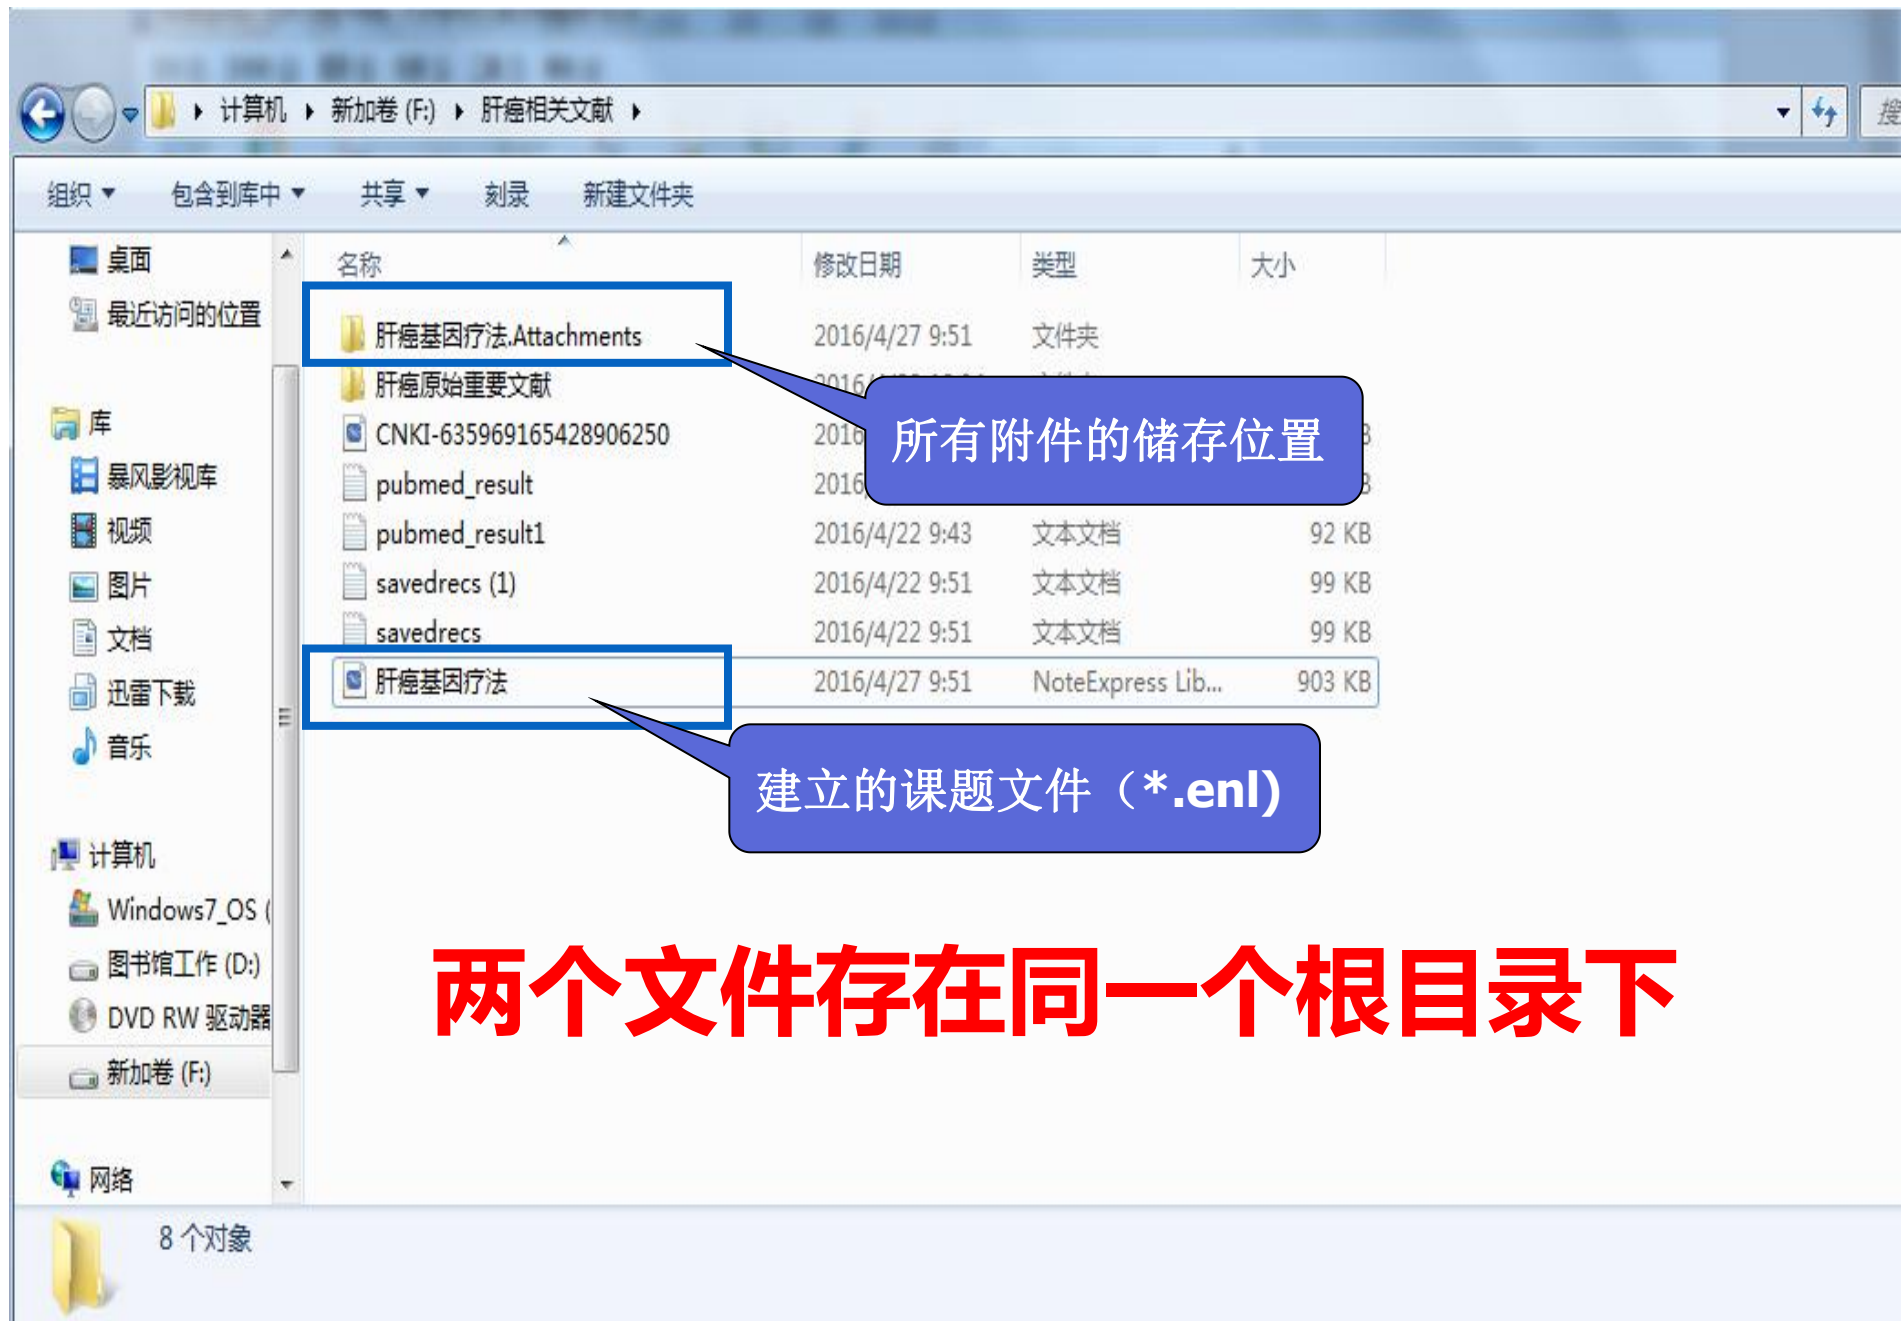 计算机 ▸ 新加卷 (F:) ▸ 肝癌相关文献 ▸
组织 包含到库中 共享 刻录 新建文件夹
名称 修改日期 类型 大小
桌面
最近访问的位置
库
暴风影视库
视频
图片
文档
迅雷下载
音乐
计算机
Windows7_OS (
图书馆工作 (D:)
DVD RW 驱动器
新加卷 (F:)
网络
肝癌基因疗法.Attachments 2016/4/27 9:51 文件夹
肝癌原始重要文献
CNKI-635969165428906250
pubmed_result
pubmed_result1 2016/4/22 9:43 文本文档 92 KB
savedrecs (1) 2016/4/22 9:51 文本文档 99 KB
savedrecs 2016/4/22 9:51 文本文档 99 KB
肝癌基因疗法 2016/4/27 9:51 NoteExpress Lib... 903 KB
所有附件的储存位置
建立的课题文件（*.enl)
两个文件存在同一个根目录下
8 个对象